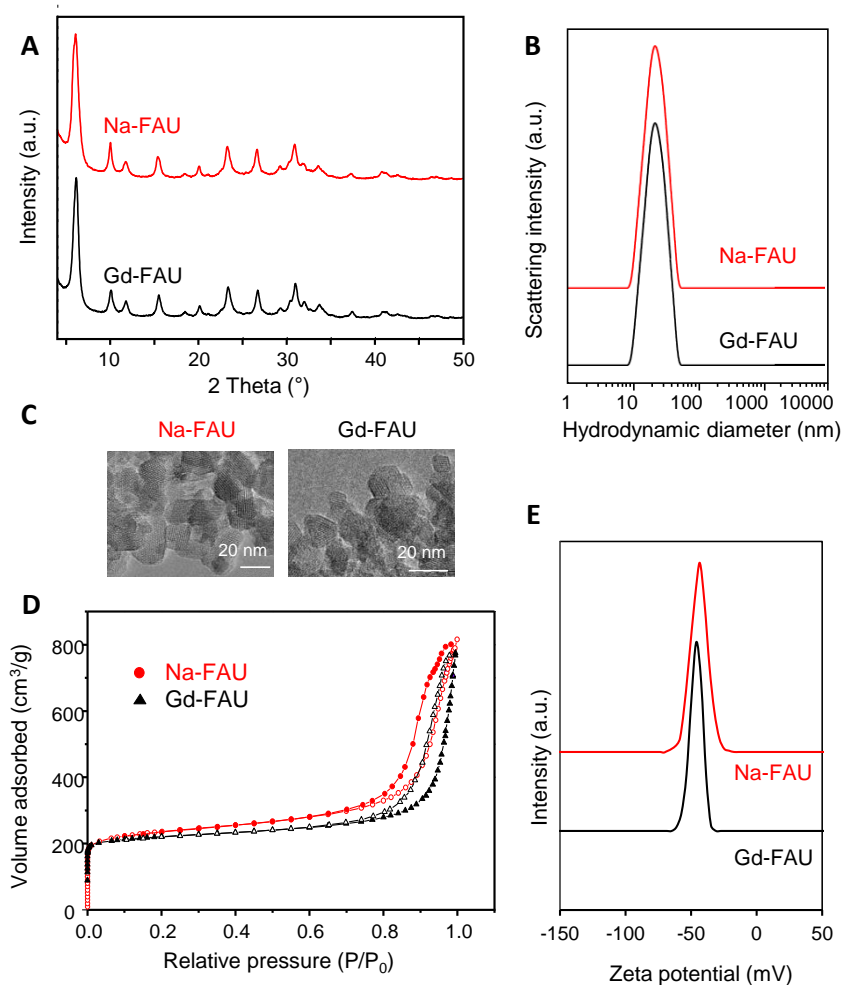 A
Na-FAU
Gd-FAU
Intensity (a.u.)
10 20 30 40 50
2 Theta (°)
B
Na-FAU
Gd-FAU
Scattering intensity (a.u.)
1 10 100 1000 10000
Hydrodynamic diameter (nm)
C
Na-FAU Gd-FAU
20 nm 20 nm
D
Na-FAU
Gd-FAU
Volume adsorbed (cm³/g)
800
600
400
200
0
0.0 0.2 0.4 0.6 0.8 1.0
Relative pressure (P/P₀)
E
Na-FAU
Gd-FAU
Intensity (a.u.)
-150 -100 -50 0 50
Zeta potential (mV)